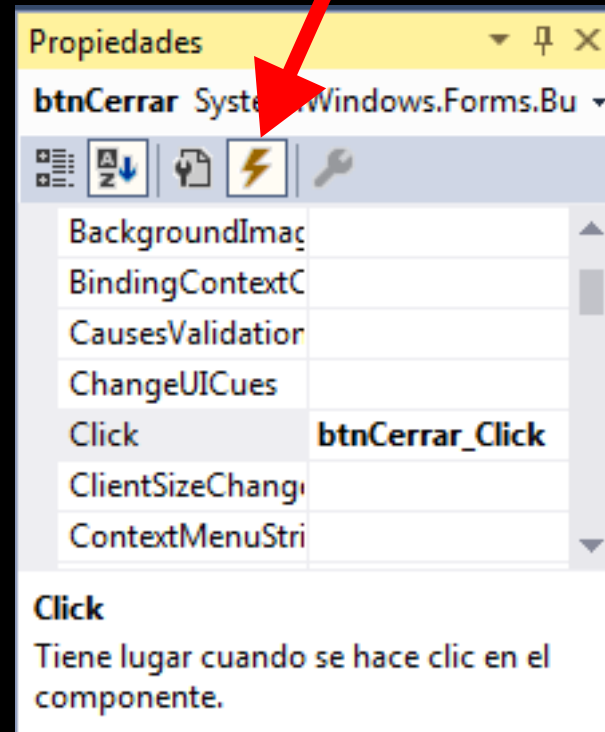 Propiedades
btnCerrar Syste Windows.Forms.Bu
BackgroundImag
BindingContextC
CausesValidation
ChangeUICues
Click btnCerrar_Click
ClientSizeChang
ContextMenuStri
Click
Tiene lugar cuando se hace clic en el
componente.